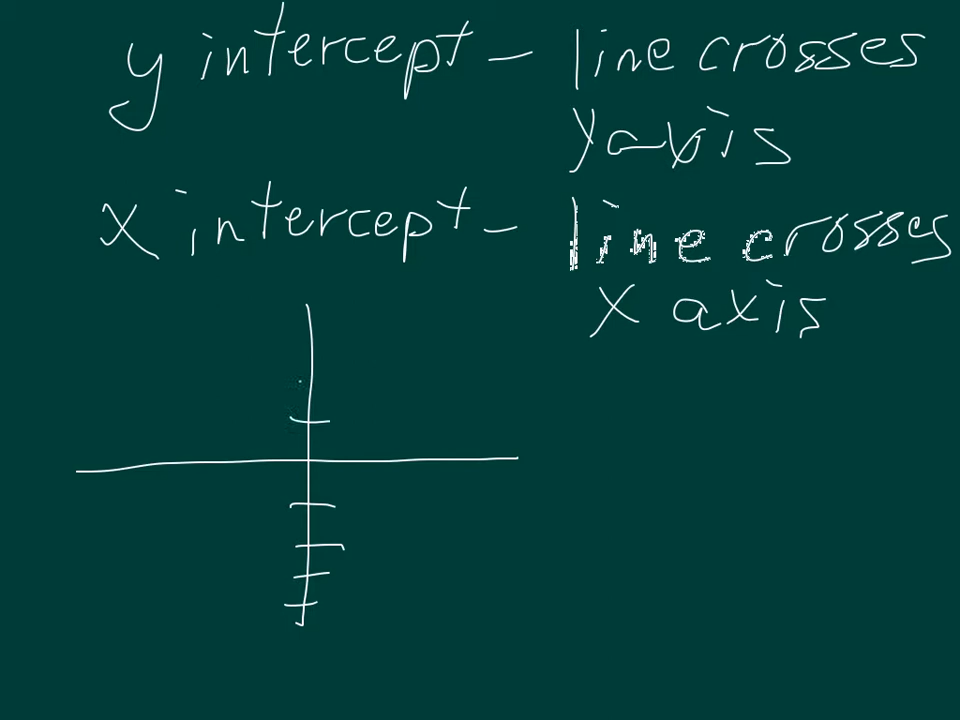 y intercept - line crosses
y axis
x intercept - line crosses
x axis